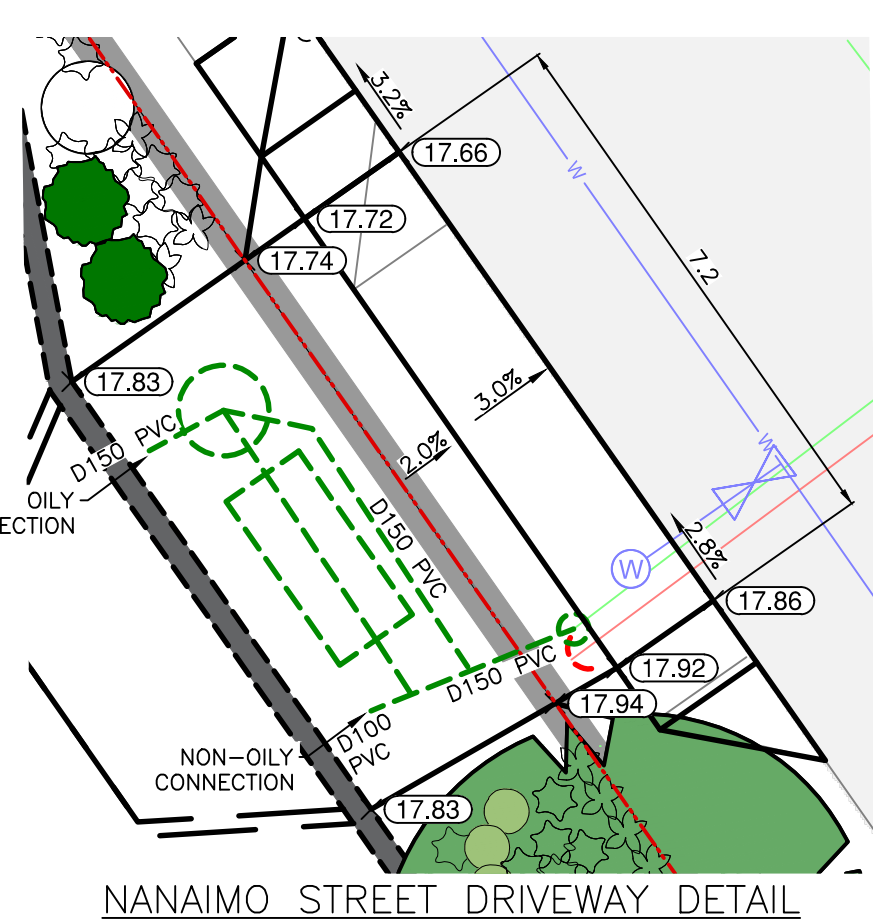 3.2%
17.66
W
17.72
17.74
7.2
17.83
3.0%
D150 PVC
2.0%
OILY
ECTION
D150 PVC
W
2.8%
W
17.86
17.92
D150 PVC
17.94
D100
PVC
NON-OILY
CONNECTION
17.83
NANAIMO STREET DRIVEWAY DETAIL